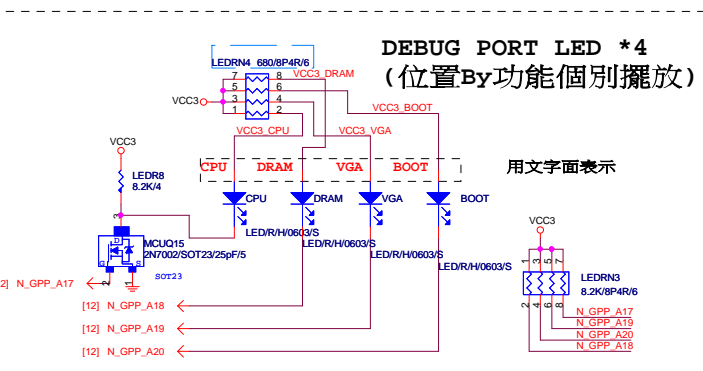 DEBUG PORT LED *4
(位置By功能個別擺放)
LEDRN4 680/8P4R/6
7 8 VCC3_DRAM
5 6
VCC3 3 4
1 2
VCC3_BOOT
VCC3_CPU VCC3_VGA
VCC3
CPU DRAM VGA BOOT
用文字面表示
LEDR8
8.2K/4
CPU DRAM VGA BOOT
3
D
G S
MCUQ15
2N7002/SOT23/25pF/5
SOT23
2 1
LED/R/H/0603/S
LED/R/H/0603/S
LED/R/H/0603/S
LED/R/H/0603/S
VCC3
1 3 5 7
LEDRN3
8.2K/8P4R/6
2 4 6 8
2] N_GPP_A17
[12] N_GPP_A18
[12] N_GPP_A19
[12] N_GPP_A20
N_GPP_A17
N_GPP_A19
N_GPP_A20
N_GPP_A18